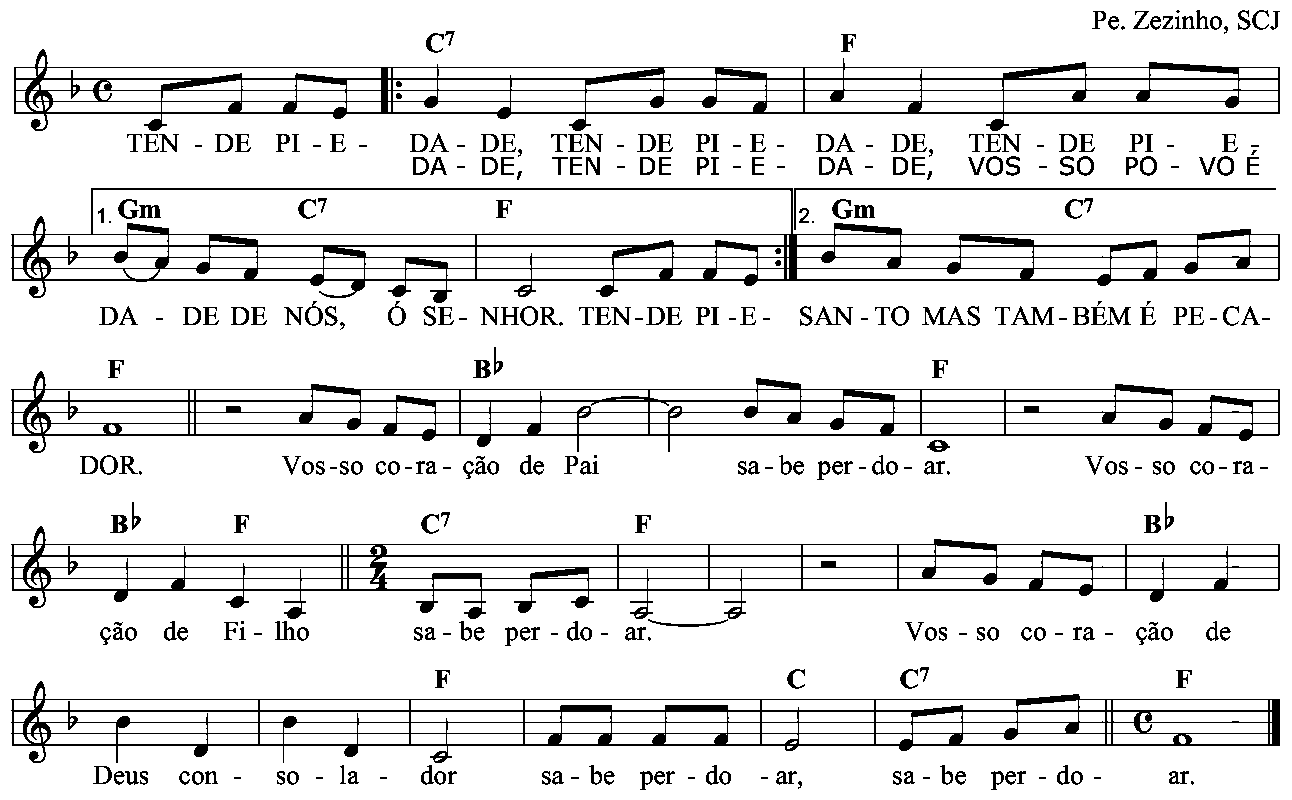 Pe. Zezinho, SCJ
C7 F
TEN - DE PI - E - DA - DE, TEN - DE PI - E - DA - DE, TEN - DE PI - E -
DA - DE, TEN - DE PI - E - DA - DE, VOS - SO PO - VO É
1. Gm C7 F 2. Gm C7
DA - DE DE NÓS, Ó SE - NHOR. TEN - DE PI - E - SAN - TO MAS TAM - BÉM É PE - CA -
F B♭ F
DOR. Vos - so co - ra - ção de Pai sa - be per - do - ar. Vos - so co - ra -
B♭ F C7 F B♭
2
4
ção de Fi - lho sa - be per - do - ar. Vos - so co - ra - ção de
F C C7 F
Deus con - so - la - dor sa - be per - do - ar, sa - be per - do - ar.